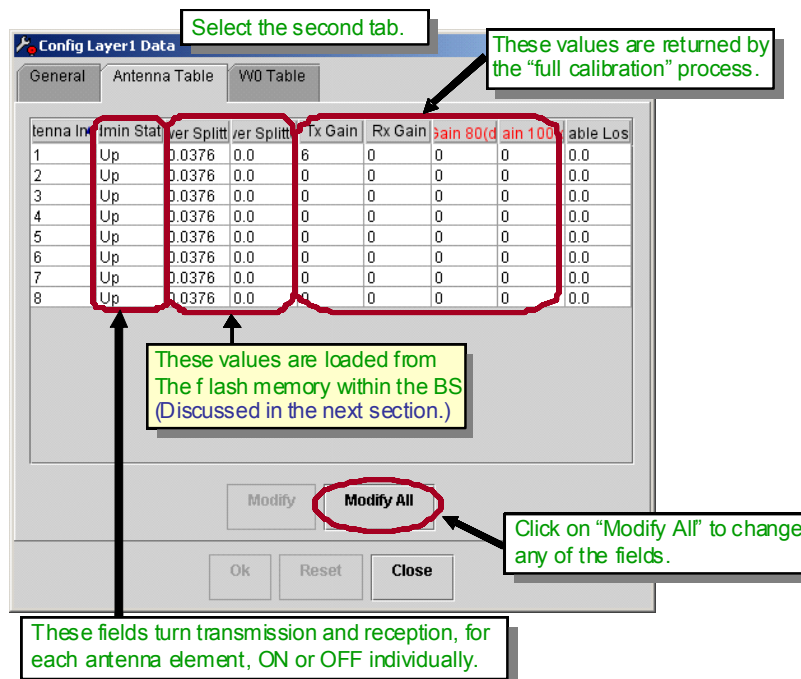 Select the second tab.
Config Layer1 Data
These values are returned by
the “full calibration” process.
General Antenna Table W0 Table
tenna In dmin Stat wer Splitt ver Splitt Tx Gain Rx Gain Gain 80(d ain 100 able Los
1 Up 0.0376 0.0 6 0 0 0 0.0
2 Up 0.0376 0.0 0 0 0 0 0.0
3 Up 0.0376 0.0 0 0 0 0 0.0
4 Up 0.0376 0.0 0 0 0 0 0.0
5 Up 0.0376 0.0 0 0 0 0 0.0
6 Up 0.0376 0.0 0 0 0 0 0.0
7 Up 0.0376 0.0 0 0 0 0 0.0
8 Up 0.0376 0.0 0 0 0 0 0.0
These values are loaded from
The f lash memory within the BS
(Discussed in the next section.)
Modify Modify All
Click on “Modify All” to change
any of the fields.
Ok Reset Close
These fields turn transmission and reception, for
each antenna element, ON or OFF individually.